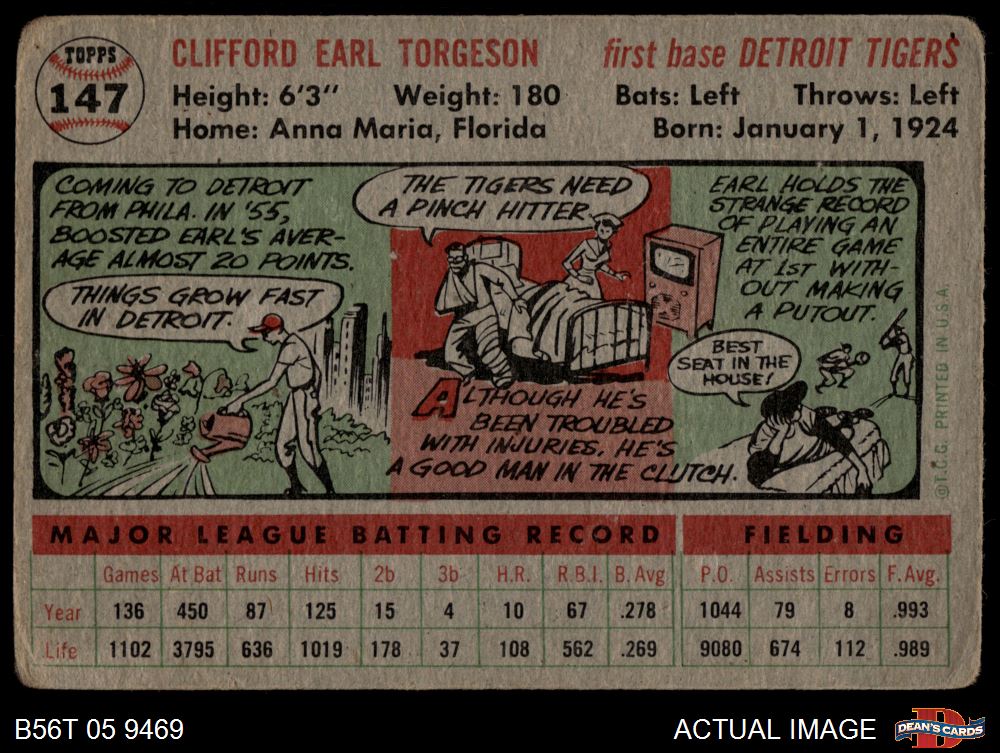 TOPPS
147
CLIFFORD EARL TORGESON
first base DETROIT TIGERS
Height: 6'3" Weight: 180 Bats: Left Throws: Left
Home: Anna Maria, Florida Born: January 1, 1924
COMING TO DETROIT
FROM PHILA. IN '55,
BOOSTED EARL'S AVER-
AGE ALMOST 20 POINTS.
THINGS GROW FAST
IN DETROIT.
THE TIGERS NEED
A PINCH HITTER.
ALTHOUGH HE'S
BEEN TROUBLED
WITH INJURIES, HE'S
A GOOD MAN IN THE CLUTCH.
EARL HOLDS THE
STRANGE RECORD
OF PLAYING AN
ENTIRE GAME
AT 1ST WITH-
OUT MAKING
A PUTOUT.
BEST
SEAT IN THE
HOUSE!
©T.C.G. PRINTED IN U.S.A.
MAJOR LEAGUE BATTING RECORD FIELDING
Games At Bat Runs Hits 2b 3b H.R. R.B.I. B. Avg P.O. Assists Errors F. Avg.
Year 136 450 87 125 15 4 10 67 .278 1044 79 8 .993
Life 1102 3795 636 1019 178 37 108 562 .269 9080 674 112 .989
B56T 05 9469
ACTUAL IMAGE
D
DEAN'S CARDS